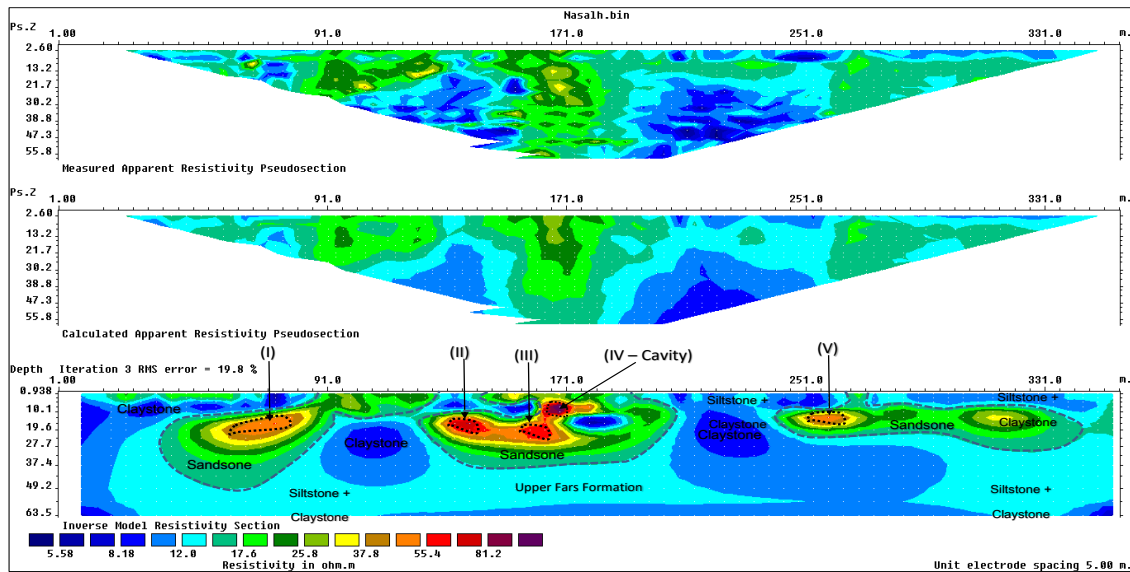 Nasalh.bin
Ps.Z 1.00 91.0 171.0 251.0 331.0 m.
2.60
13.2
21.7
30.2
38.8
47.3
55.8
Measured Apparent Resistivity Pseudosection
Ps.Z 1.00 91.0 171.0 251.0 331.0 m.
2.60
13.2
21.7
30.2
38.8
47.3
55.8
Calculated Apparent Resistivity Pseudosection
(I) (II) (III) (IV – Cavity) (V)
Depth Iteration 3 RMS error = 19.8 %
1.00 91.0 171.0 251.0 331.0 m.
0.938
10.1
19.6
27.7
37.4
49.2
63.5
Claystone Siltstone + Siltstone +
Claystone Claystone
Claystone Claystone Sandsone
Sandsone Sandsone
Siltstone + Upper Fars Formation Siltstone +
Claystone Claystone
Inverse Model Resistivity Section
5.58 8.18 12.0 17.6 25.8 37.8 55.4 81.2
Resistivity in ohm.m Unit electrode spacing 5.00 m.